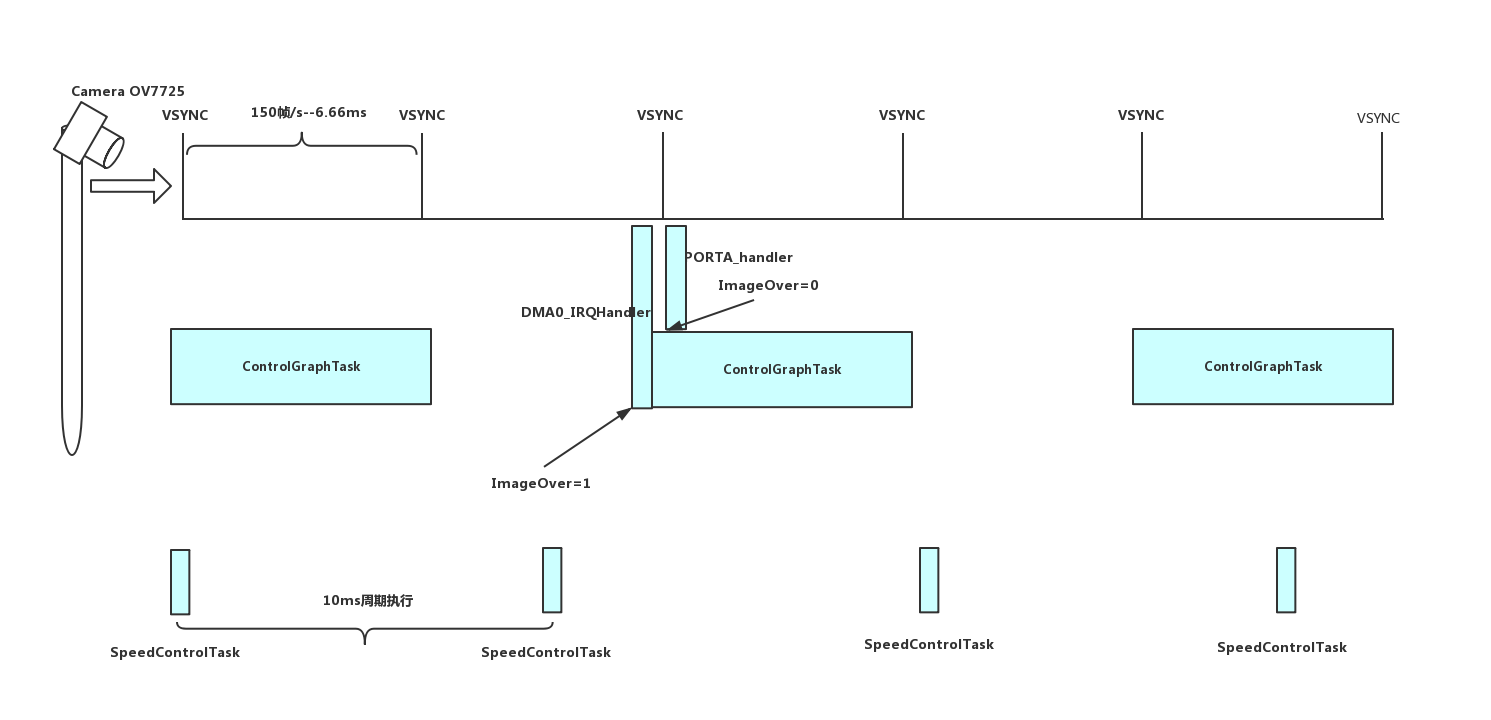 Camera OV7725
VSYNC
150帧/s--6.66ms
VSYNC
VSYNC
VSYNC
VSYNC
VSYNC
PORTA_handler
ImageOver=0
DMA0_IRQHandler
ControlGraphTask
ControlGraphTask
ControlGraphTask
ImageOver=1
10ms周期执行
SpeedControlTask
SpeedControlTask
SpeedControlTask
SpeedControlTask